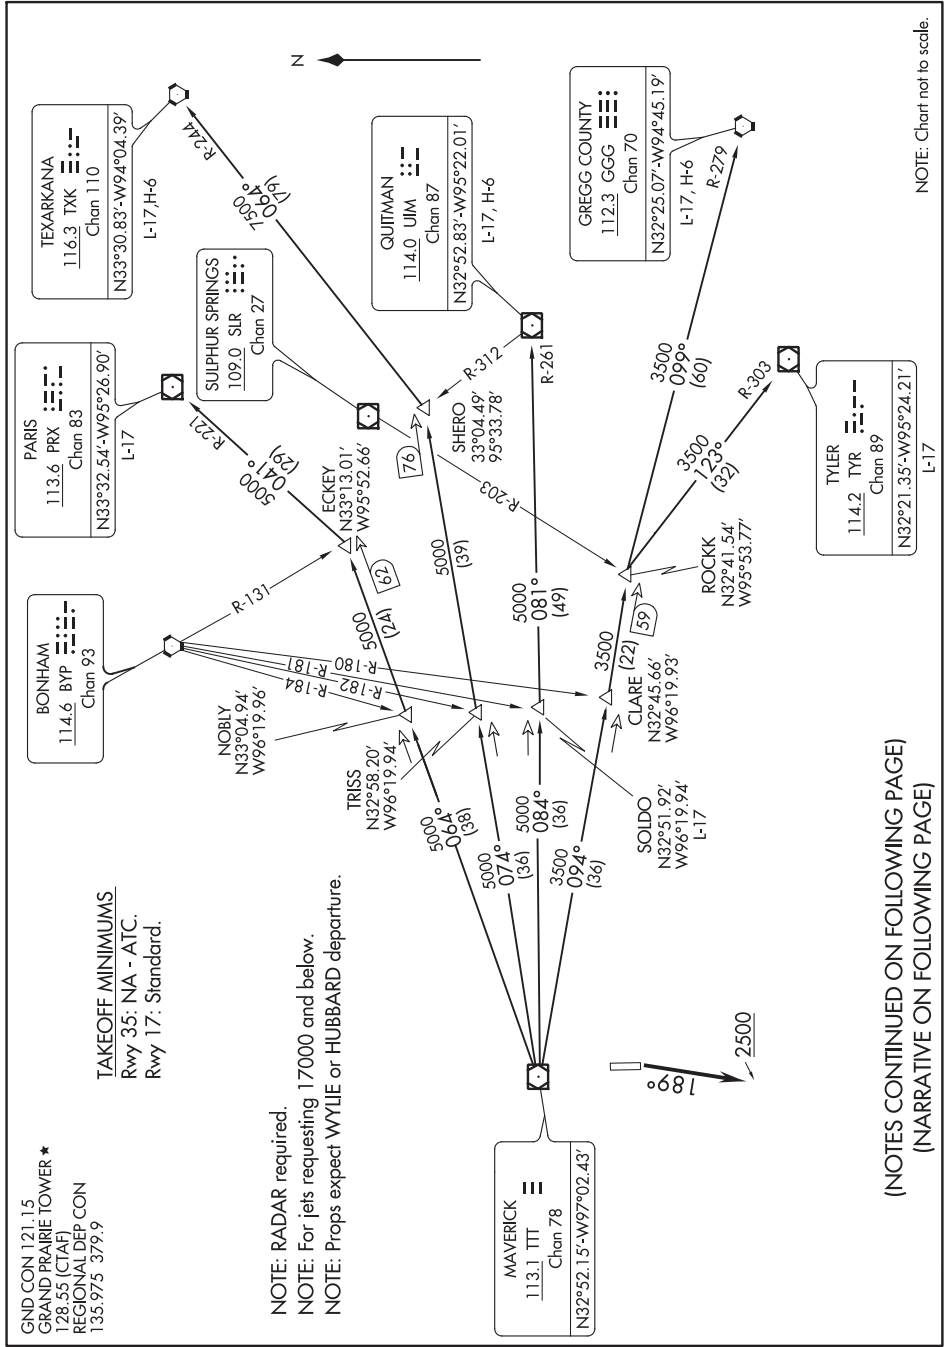 GND CON 121.15
GRAND PRAIRIE TOWER ★
128.55 (CTAF)
REGIONAL DEP CON
135.975 379.9
TAKEOFF MINIMUMS
Rwy 35: NA - ATC.
Rwy 17: Standard.
NOTE: RADAR required.
NOTE: For jets requesting 17000 and below.
NOTE: Props expect WYLIE or HUBBARD departure.
BONHAM
114.6 BYP
Chan 93
PARIS
113.6 PRX
Chan 83
N33°32.54'-W95°26.90'
L-17
TEXARKANA
116.3 TXK
Chan 110
N33°30.83'-W94°04.39'
L-17,H-6
SULPHUR SPRINGS
109.0 SLR
Chan 27
QUITMAN
114.0 UIM
Chan 87
N32°52.83'-W95°22.01'
L-17, H-6
GREGG COUNTY
112.3 GGG
Chan 70
N32°25.07'-W94°45.19'
L-17, H-6
TYLER
114.2 TYR
Chan 89
N32°21.35'-W95°24.21'
L-17
MAVERICK
113.1 TTT
Chan 78
N32°52.15'-W97°02.43'
N
R-244
7500
064°
(79)
R-221
5000
041°
(29)
ECKEY
N33°13.01'
W95°52.66'
R-131
62
5000
(24)
R-180
R-181
R-182
R-184
NOBLY
N33°04.94'
W96°19.96'
TRISS
N32°58.20'
W96°19.94'
5000
064°
(38)
5000
074°
(36)
5000
084°
(36)
3500
094°
(36)
SOLDO
N32°51.92'
W96°19.94'
L-17
CLARE
N32°45.66'
W96°19.93'
5000
(39)
76
SHERO
33°04.49'
95°33.78'
R-312
R-261
R-203
5000
081°
(49)
3500
(22)
59
ROCKK
N32°41.54'
W95°53.77'
3500
099°
(60)
R-279
3500
123°
(32)
R-303
189°
2500
NOTE: Chart not to scale.
(NOTES CONTINUED ON FOLLOWING PAGE)
(NARRATIVE ON FOLLOWING PAGE)